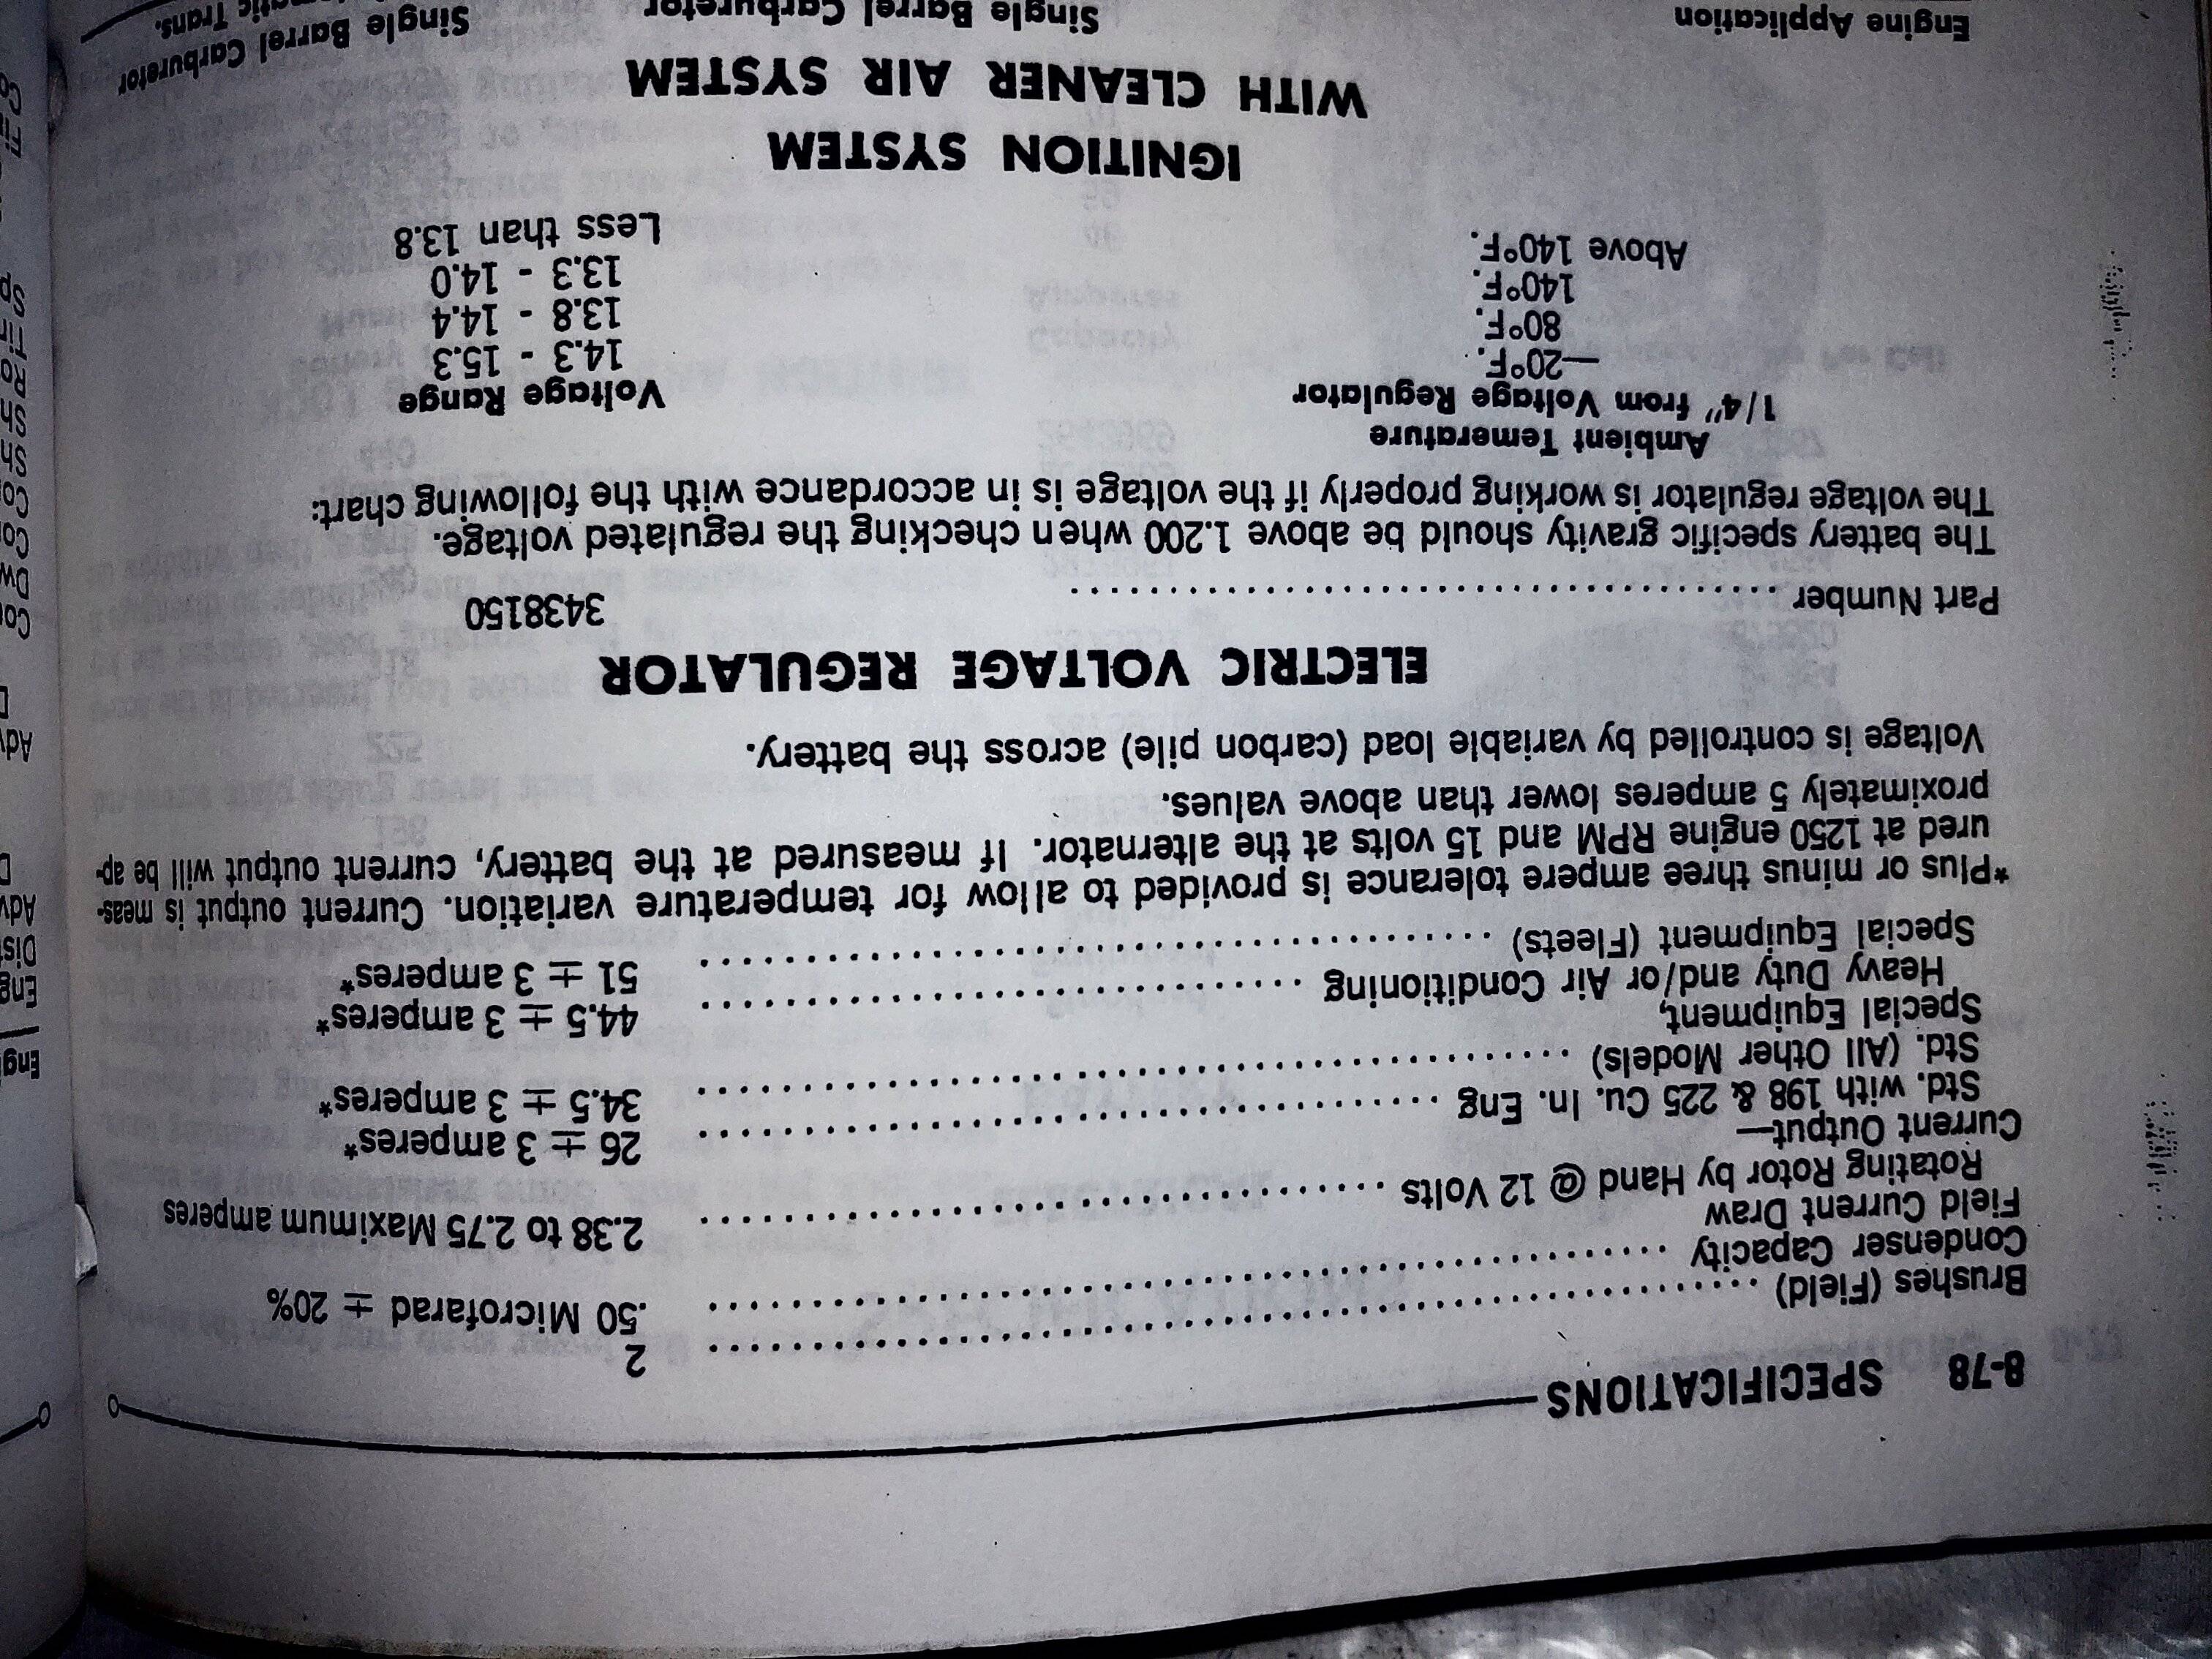 8-78 SPECIFICATIONS
Brushes (Field) ........ 2
Condenser Capacity ........ .50 Microfarad ± 20%
Field Current Draw
Rotating Rotor by Hand @ 12 Volts ........ 2.38 to 2.75 Maximum amperes
Current Output—
Std. with 198 & 225 Cu. In. Eng ........ 26 ± 3 amperes*
Std. (All Other Models) ........ 34.5 ± 3 amperes*
Special Equipment,
Heavy Duty and/or Air Conditioning ........ 44.5 ± 3 amperes*
Special Equipment (Fleets) ........ 51 ± 3 amperes*
*Plus or minus three ampere tolerance is provided to allow for temperature variation. Current output is meas-
ured at 1250 engine RPM and 15 volts at the alternator. If measured at the battery, current output will be ap-
proximately 5 amperes lower than above values.
Voltage is controlled by variable load (carbon pile) across the battery.
ELECTRIC VOLTAGE REGULATOR
Part Number ........ 3438150
The battery specific gravity should be above 1.200 when checking the regulated voltage.
The voltage regulator is working properly if the voltage is in accordance with the following chart:
Ambient Temerature
1/4" from Voltage Regulator Voltage Range
—20°F. 14.3 - 15.3
80°F. 13.8 - 14.4
140°F. 13.3 - 14.0
Above 140°F. Less than 13.8
IGNITION SYSTEM
WITH CLEANER AIR SYSTEM
Engine Application Single Barrel Carburetor Single Barrel Carburetor
Trans.